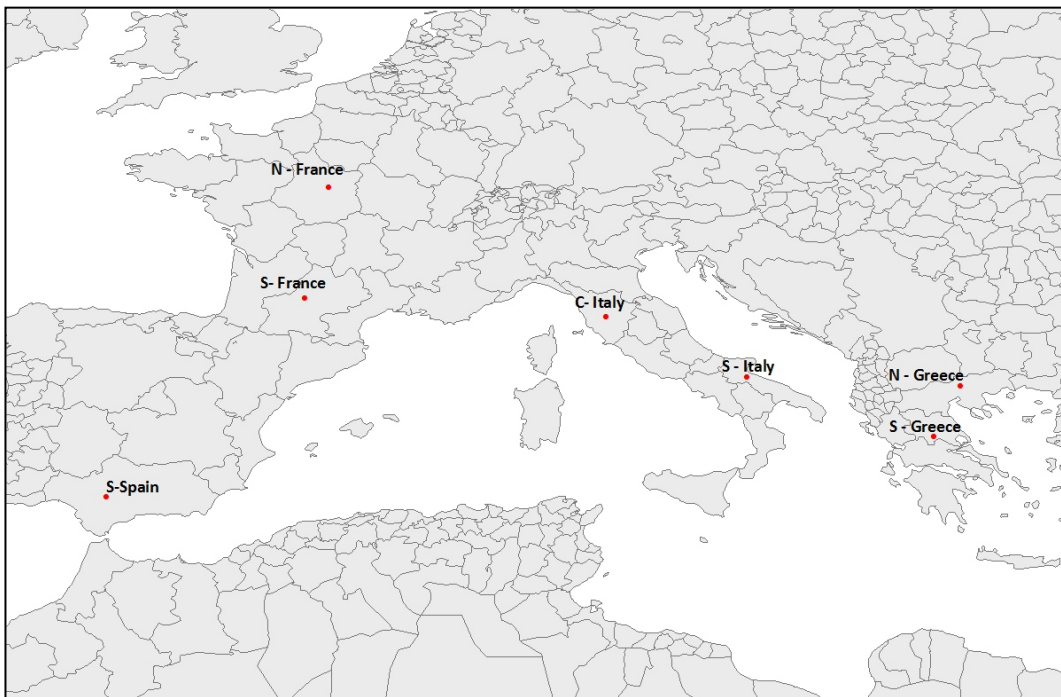 N - France
S- France
C- Italy
S - Italy
N - Greece
S - Greece
S-Spain